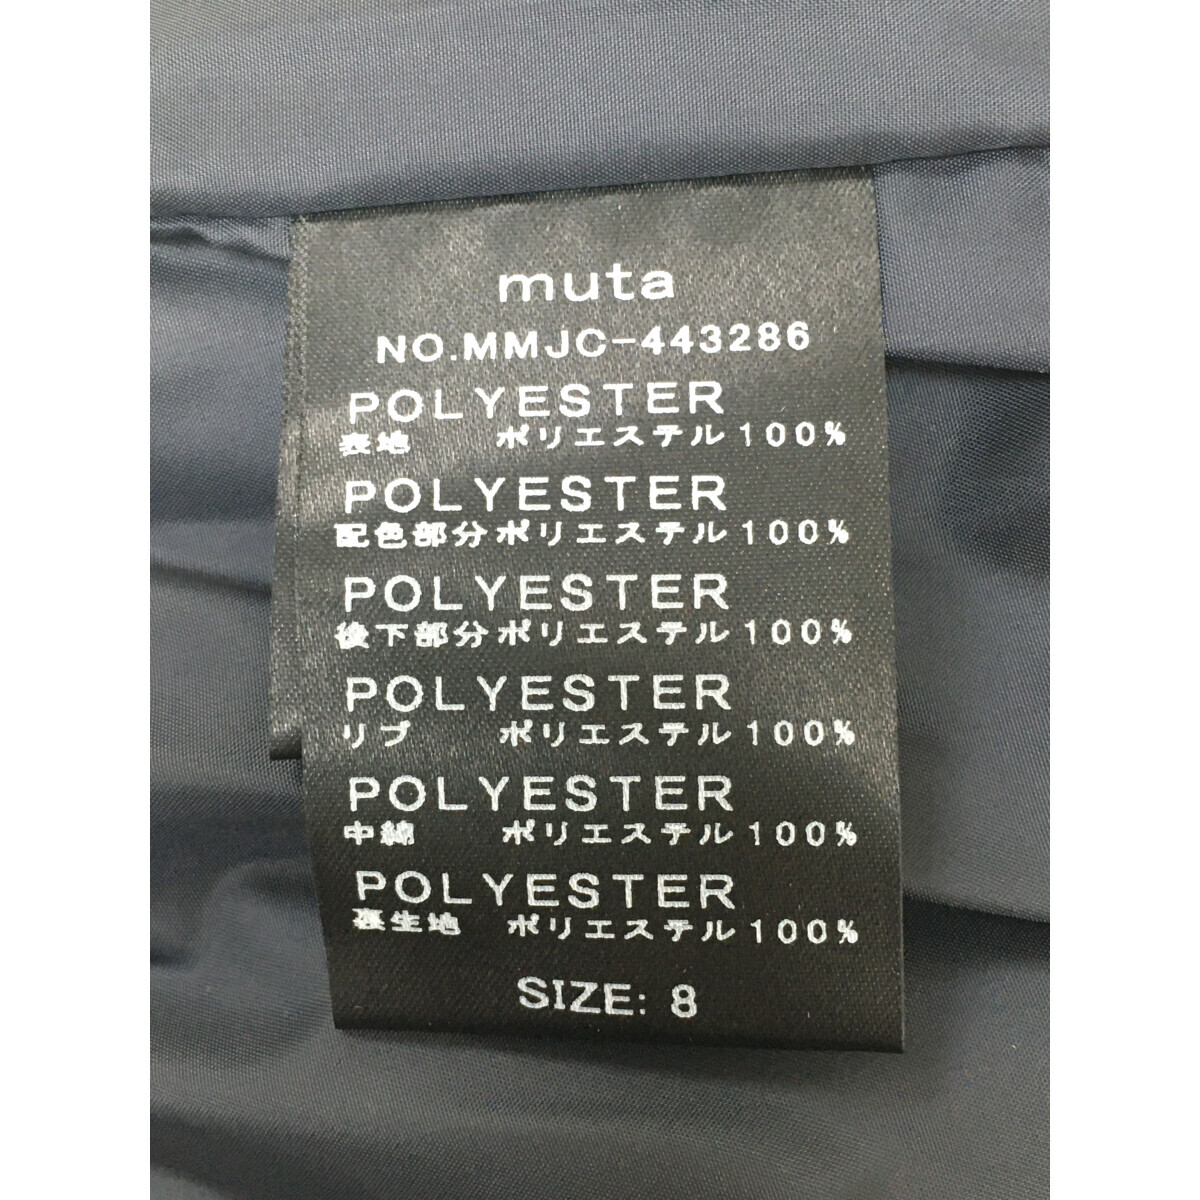 muta
NO.MMJC-443286
POLYESTER
表地 ポリエステル100%
POLYESTER
配色部分ポリエステル100%
POLYESTER
後下部分ポリエステル100%
POLYESTER
リブ ポリエステル100%
POLYESTER
中綿 ポリエステル100%
POLYESTER
裏生地 ポリエステル100%
SIZE: 8